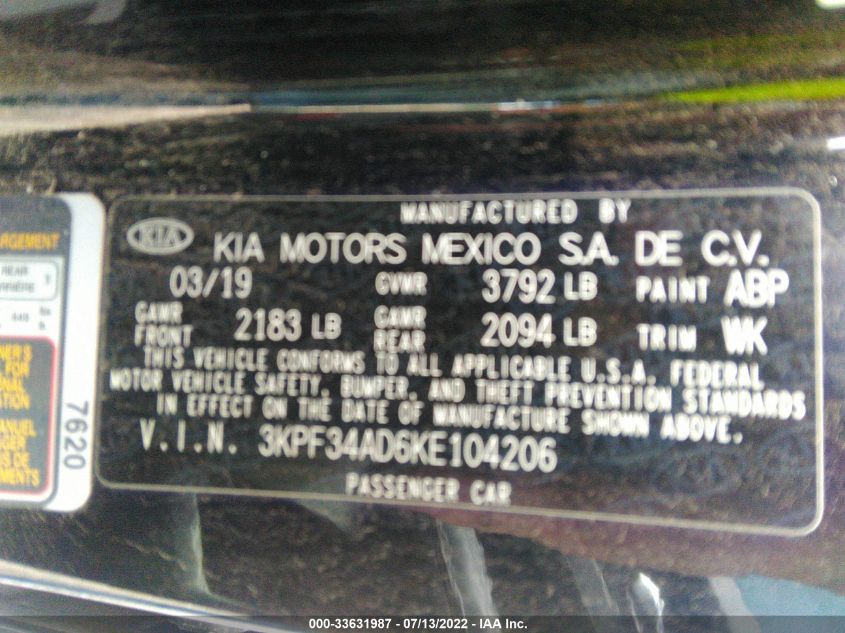 MANUFACTURED BY
KIA KIA MOTORS MEXICO S.A. DE C.V.
03/19 GVWR 3792 LB PAINT ABP
GAWR FRONT 2183 LB GAWR REAR 2094 LB TRIM WK
THIS VEHICLE CONFORMS TO ALL APPLICABLE U.S.A. FEDERAL
MOTOR VEHICLE SAFETY, BUMPER, AND THEFT PREVENTION STANDARDS
IN EFFECT ON THE DATE OF MANUFACTURE SHOWN ABOVE.
V.I.N. 3KPF34AD6KE104206
PASSENGER CAR
ARGEMENT
REAR
7620
000-33631987 - 07/13/2022 - IAA Inc.